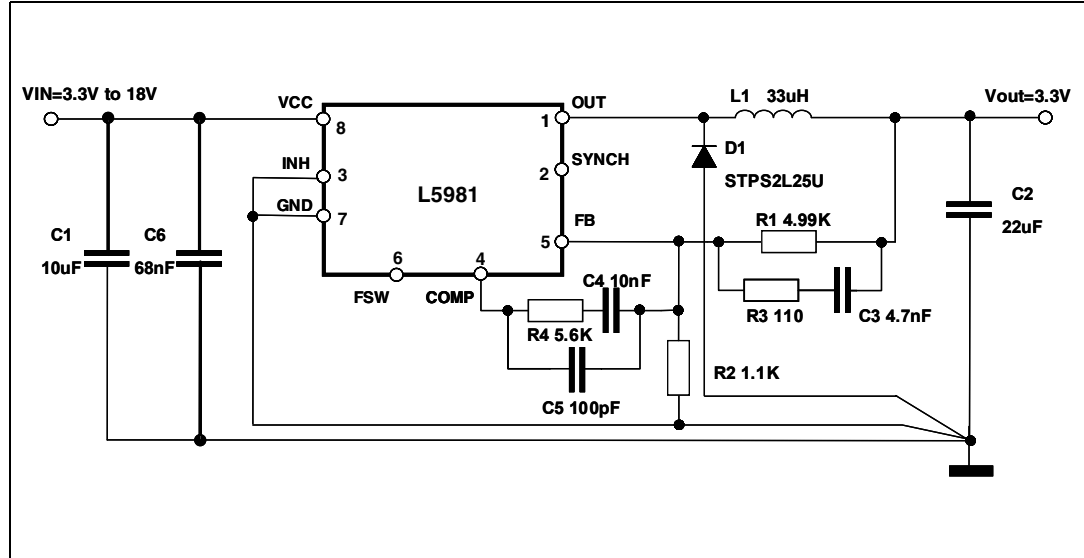 VIN=3.3V to 18V
VCC
8
INH
3
GND
7
L5981
6
FSW
4
COMP
OUT
1
SYNCH
2
FB
5
L1 33uH
Vout=3.3V
D1
STPS2L25U
C1
10uF
C6
68nF
C2
22uF
R1 4.99K
R3 110
C3 4.7nF
C4 10nF
R4 5.6K
C5 100pF
R2 1.1K